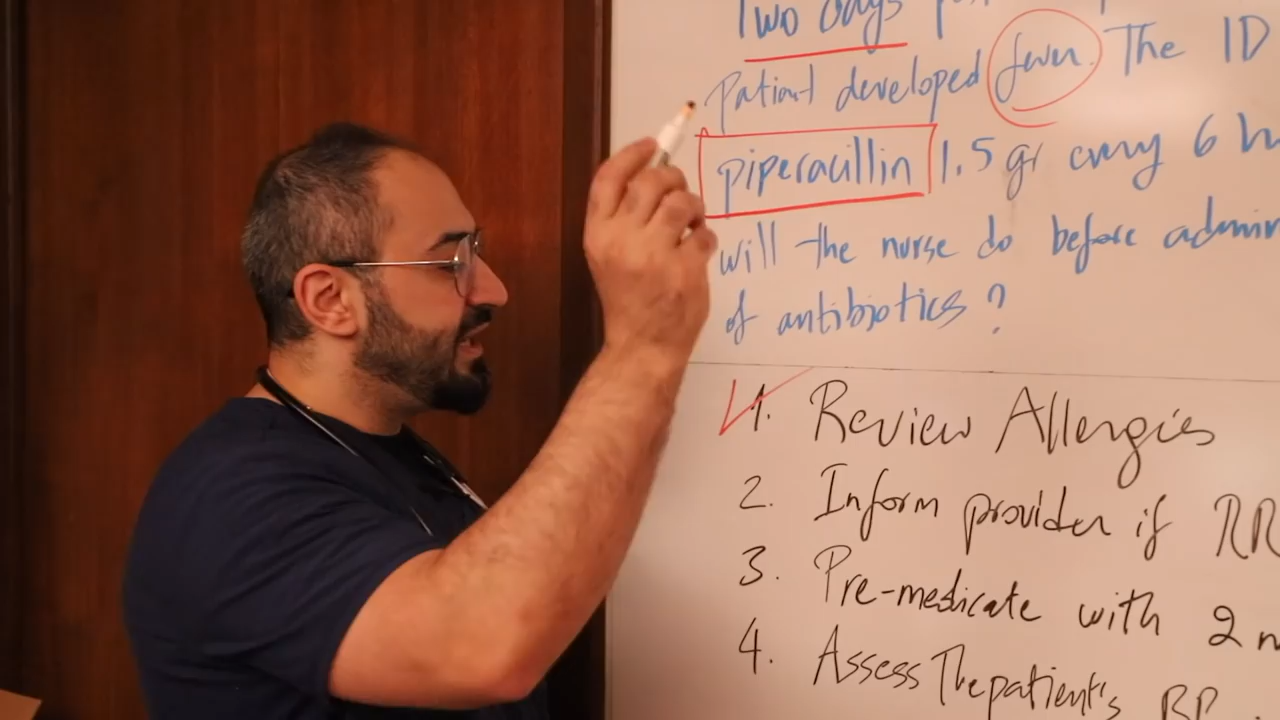 Two days
Patient developed fever. The ID
piperacillin 1.5 gr every 6 h
will the nurse do before admin
of antibiotics?
1. Review Allergies
2. Inform provider if RR
3. Pre-medicate with 2 m
4. Assess The patient's RR